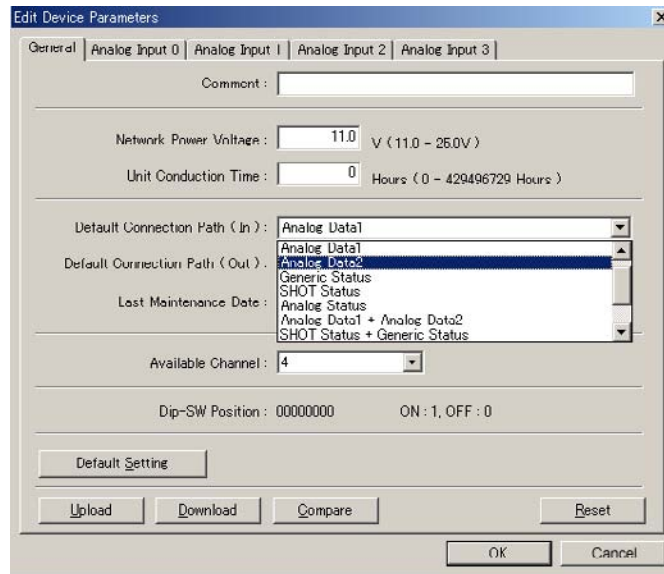 Edit Device Parameters
General Analog Input 0 Analog Input 1 Analog Input 2 Analog Input 3
Comment :
Network Power Voltage : 11.0 V ( 11.0 - 25.0V )
Unit Conduction Time : 0 Hours ( 0 - 429496729 Hours )
Default Connection Path ( In ) : Analog Data1
Analog Data1
Default Connection Path ( Out ) : Analog Data2
Generic Status
SHOT Status
Last Maintenance Date : Analog Status
Analog Data1 + Analog Data2
SHOT Status + Generic Status
Available Channel : 4
Dip-SW Position : 00000000 ON : 1, OFF : 0
Default Setting
Upload Download Compare Reset
OK Cancel